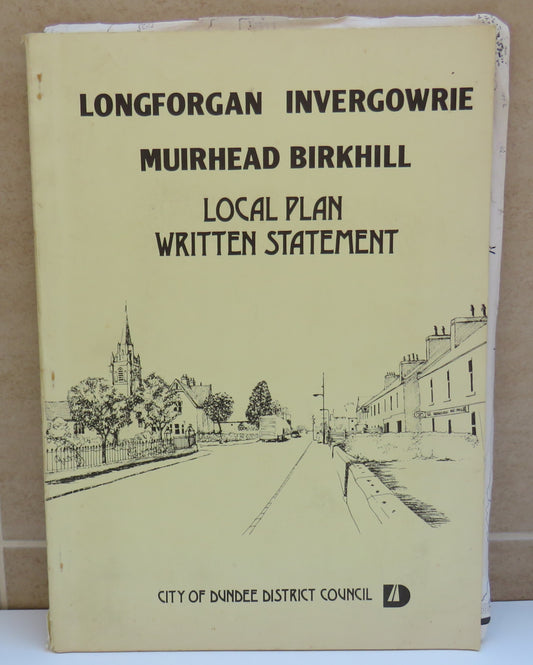 LONGFORGAN INVERGOWRIE
MUIRHEAD BIRKHILL
LOCAL PLAN
WRITTEN STATEMENT
CITY OF DUNDEE DISTRICT COUNCIL